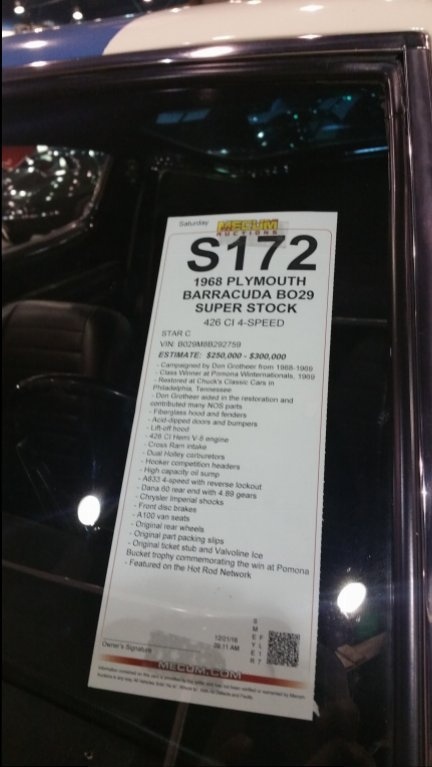 Saturday
MECUM
AUCTIONS
S172
1968 PLYMOUTH
BARRACUDA BO29
SUPER STOCK
426 CI 4-SPEED
STAR C
VIN: BO29M8B292759
ESTIMATE: $250,000 - $300,000
- Campaigned by Don Grotheer from 1968-1969
- Class Winner at Pomona Winternationals, 1969
- Restored at Chuck's Classic Cars in
Philadelphia, Tennessee
- Don Grotheer aided in the restoration and
contributed many NOS parts
- Fiberglass hood and fenders
- Acid-dipped doors and bumpers
- Lift-off hood
- 426 CI Hemi V-8 engine
- Cross Ram intake
- Dual Holley carburetors
- Hooker competition headers
- High capacity oil sump
- A833 4-speed with reverse lockout
- Dana 60 rear end with 4.89 gears
- Chrysler Imperial shocks
- Front disc brakes
- A100 van seats
- Original rear wheels
- Original part packing slips
- Original ticket stub and Valvoline Ice
Bucket trophy commemorating the win at Pomona
- Featured on the Hot Rod Network
Owner's Signature
12/21/16
MECUM.COM